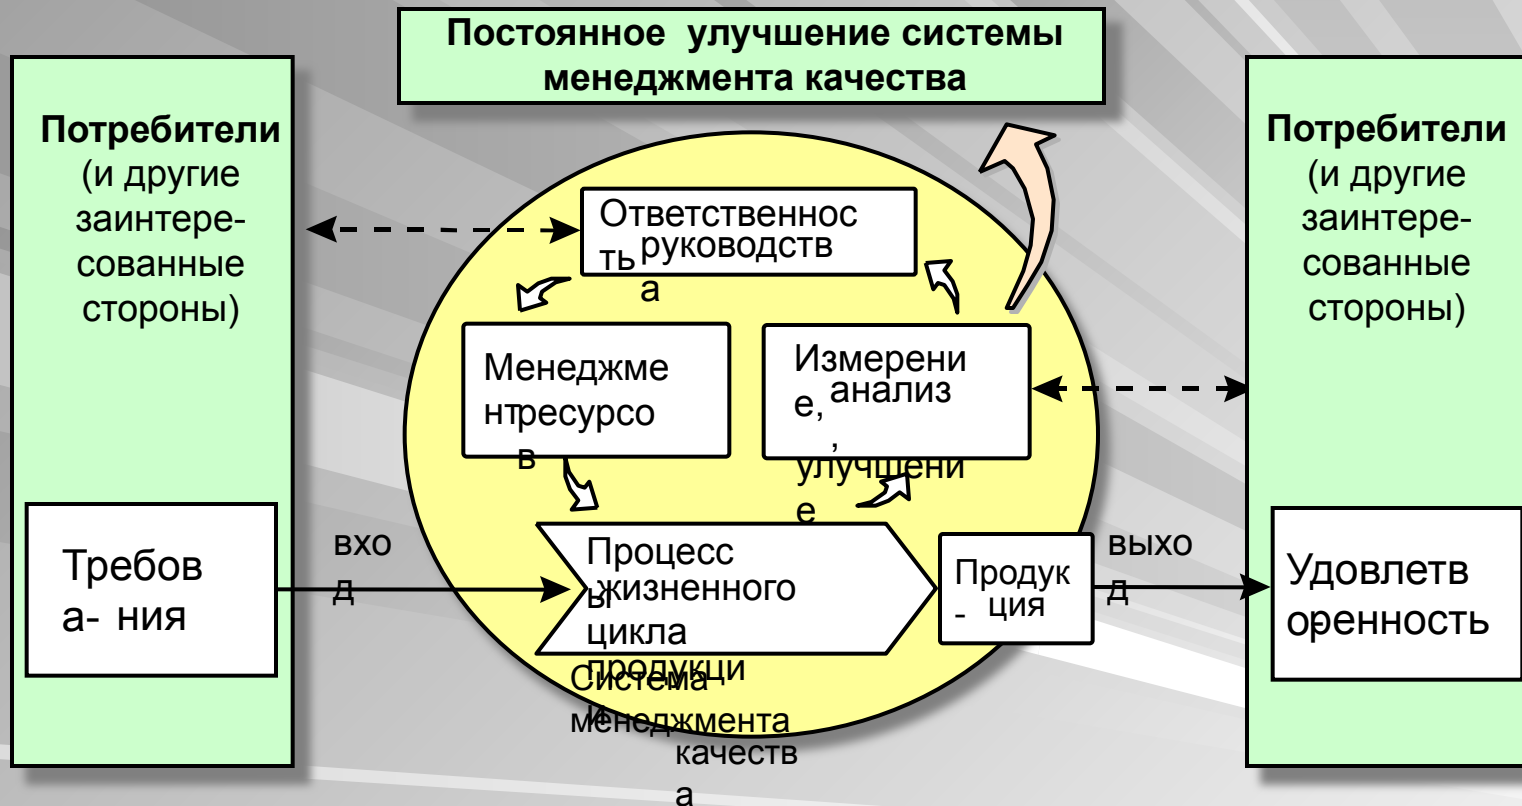 Постоянное улучшение системы
менеджмента качества
Потребители
(и другие
заинтере-
сованные
стороны)
Требов
а- ния
вхо
д
Ответственнос
ть руководств
а
Менеджме
нт ресурсо
в
Измерени
е, анализ
,
улучшени
е
Процесс
ы жизненного
цикла
продукци
и
Продук
- ция
Система
менеджмента
качеств
а
выхо
д
Потребители
(и другие
заинтере-
сованные
стороны)
Удовлетв
о- ренность